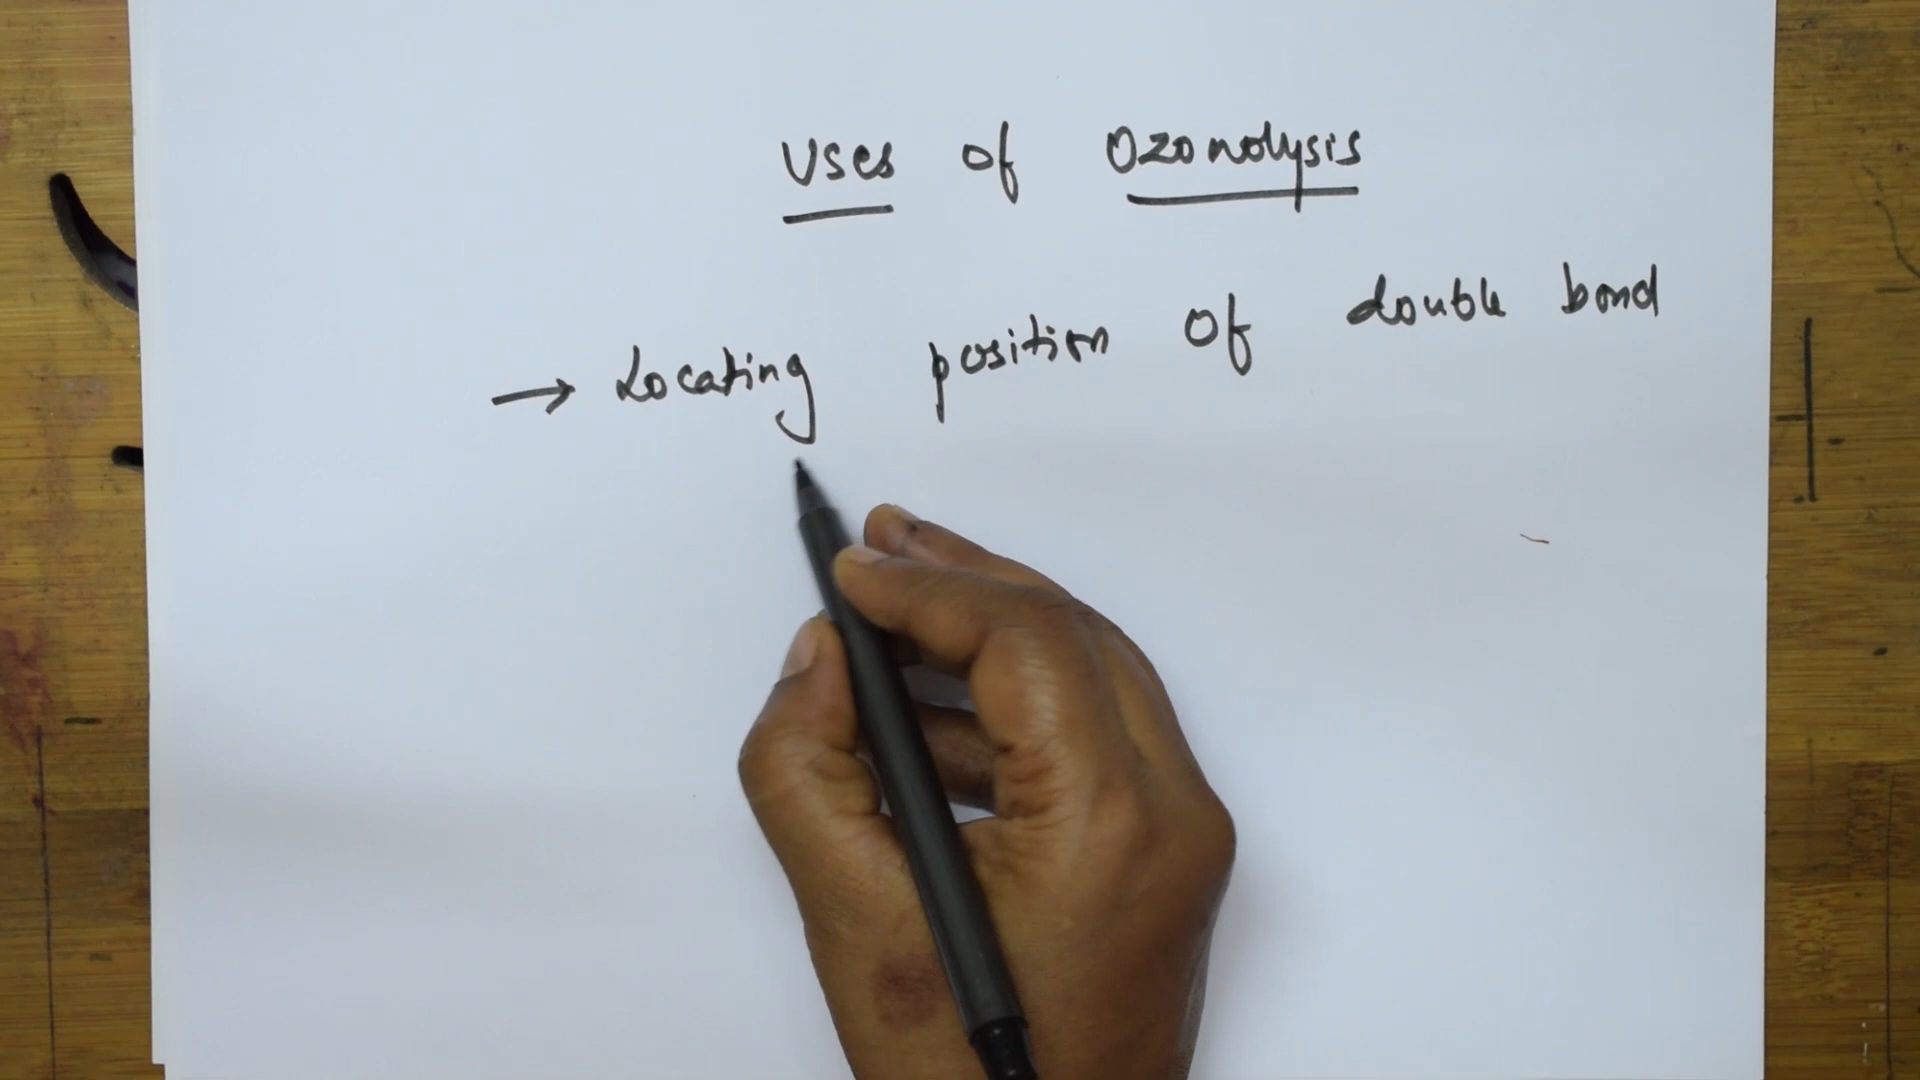 Uses of Ozonolysis
→ Locating position of double bond